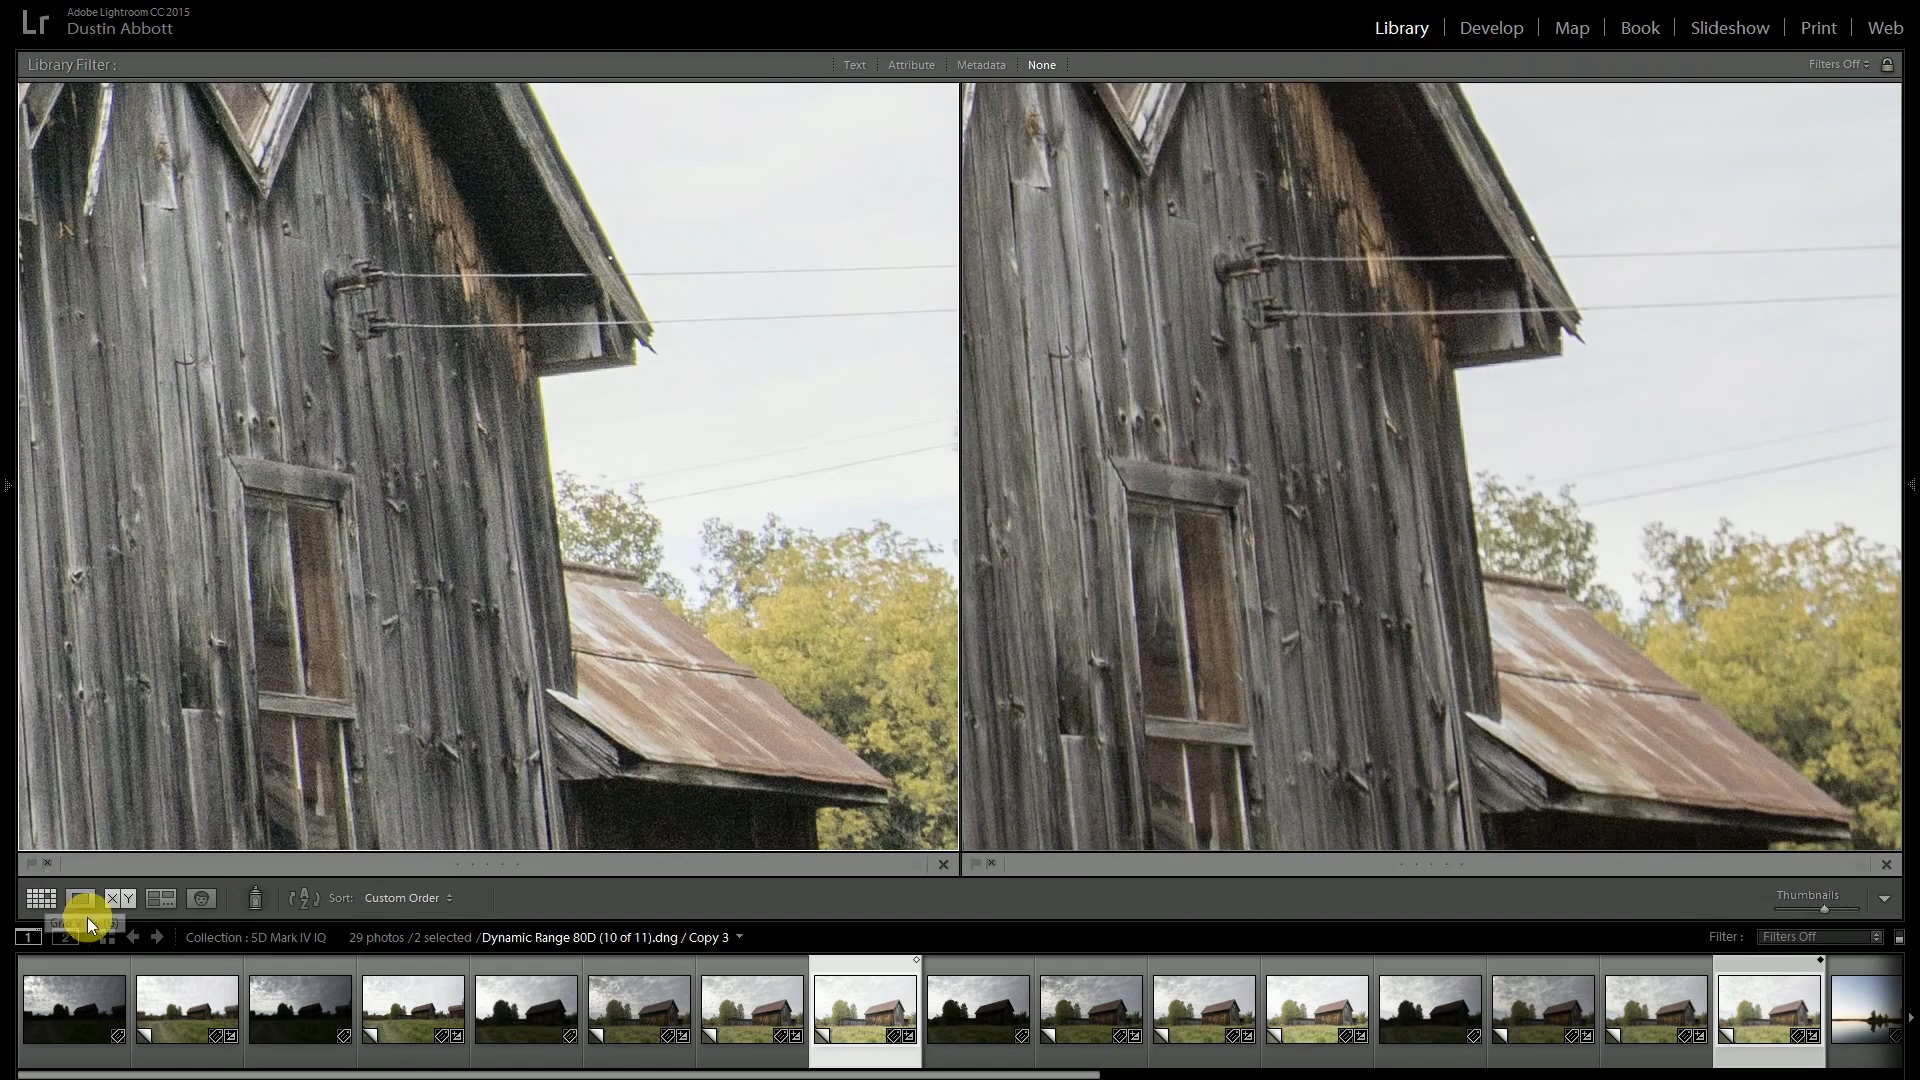 Lr
Adobe Lightroom CC 2015
Dustin Abbott
Library
Develop
Map
Book
Slideshow
Print
Web
Library Filter :
Text
Attribute
Metadata
None
Filters Off
X Y
A Z
Sort:
Custom Order
Thumbnails
1
2
Collection : 5D Mark IV IQ
29 photos /2 selected /Dynamic Range 80D (10 of 11).dng / Copy 3
Filter :
Filters Off